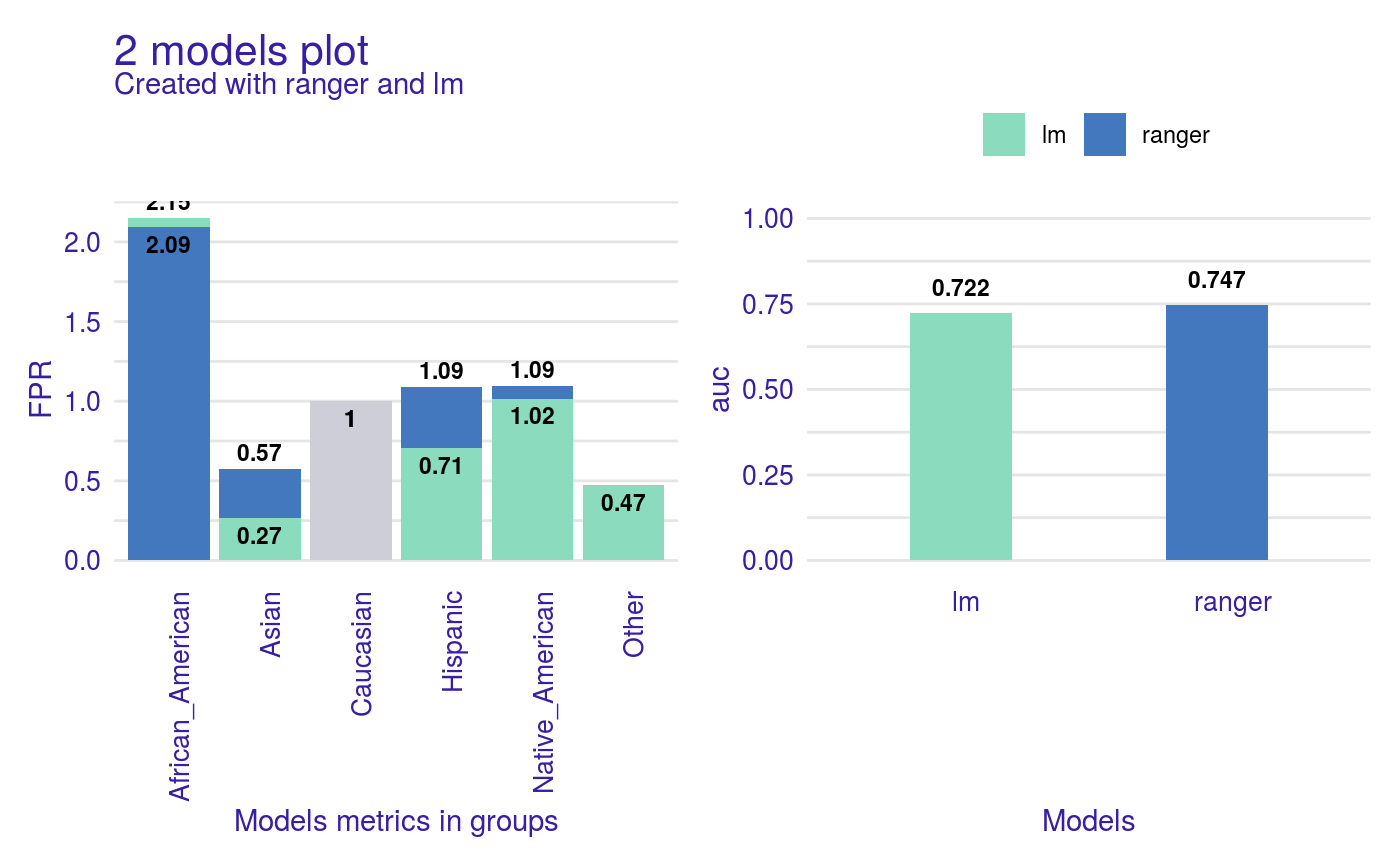 2 models plot
Created with ranger and lm
lm ranger
FPR
2.0
1.5
1.0
0.5
0.0
2.15
2.09
0.57
0.27
1
1.09
0.71
1.09
1.02
0.47
African_American
Asian
Caucasian
Hispanic
Native_American
Other
Models metrics in groups
auc
1.00
0.75
0.50
0.25
0.00
0.722
0.747
lm
ranger
Models